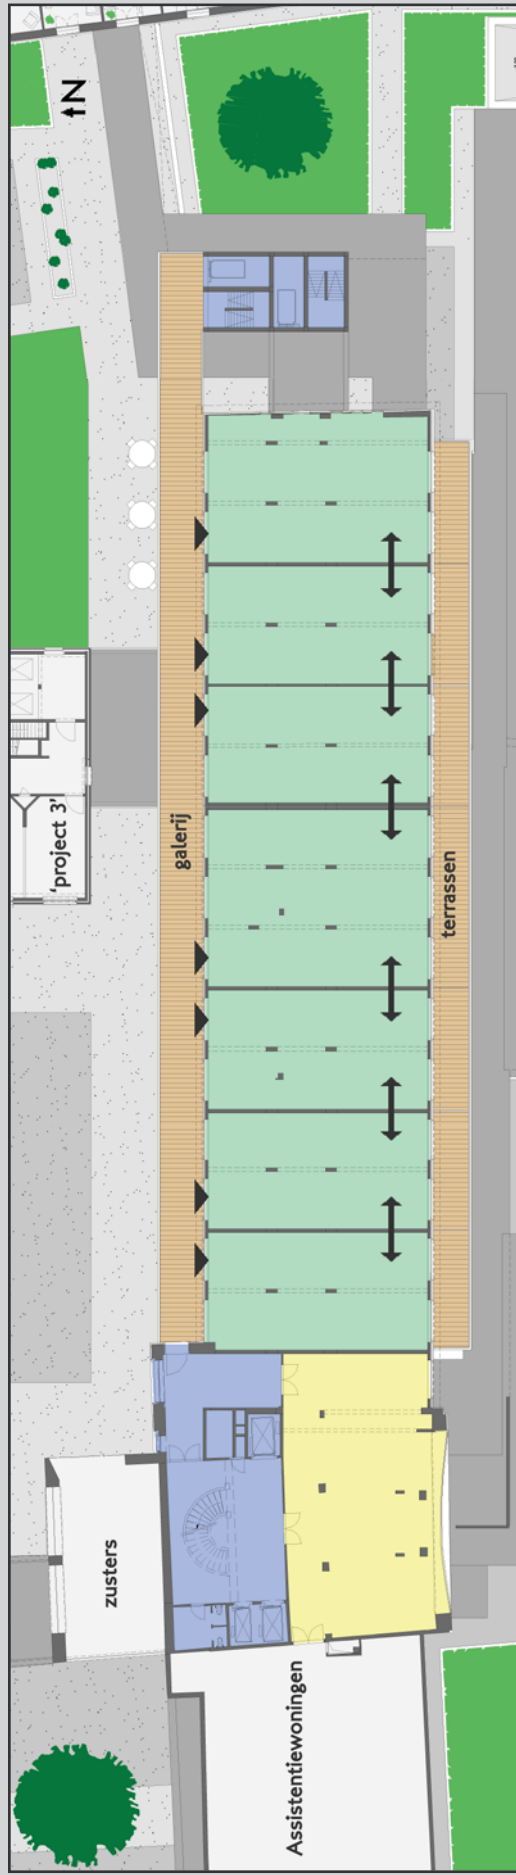 N
'project 3'
galerij
terrassen
zusters
Assistentiewoningen